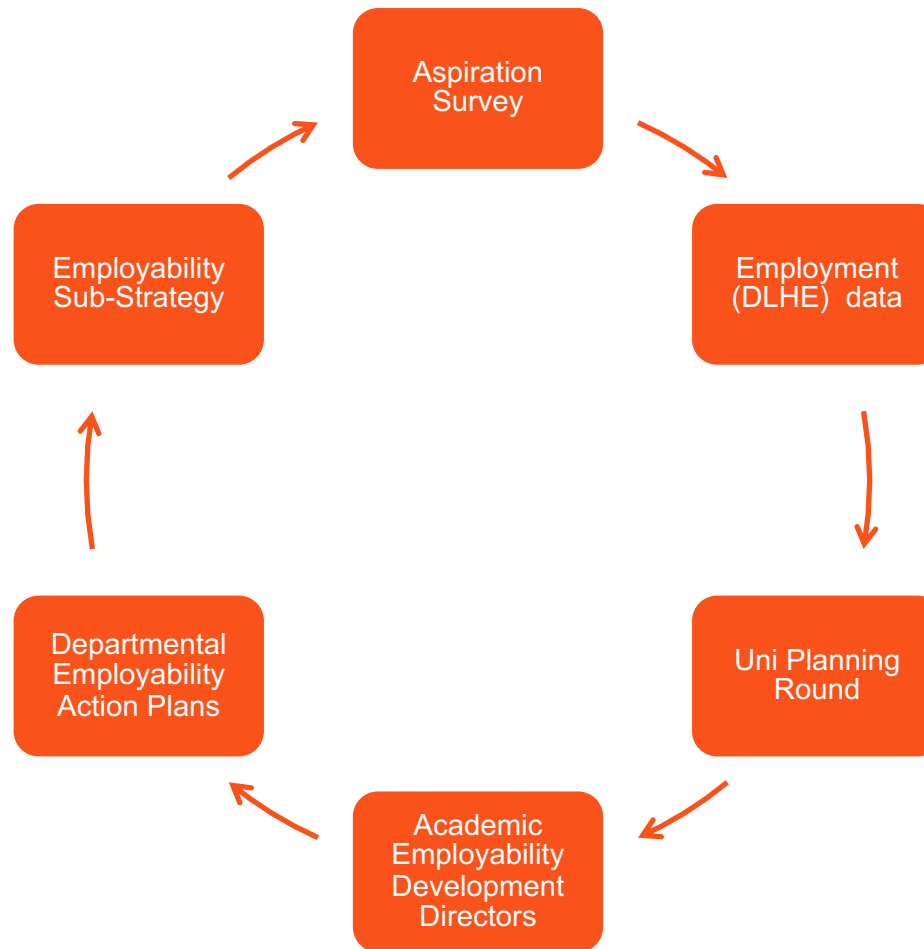 Aspiration
Survey
Employment
(DLHE)  data
Uni Planning
Round
Academic
Employability
Development
Directors
Departmental
Employability
Action Plans
Employability
Sub-Strategy